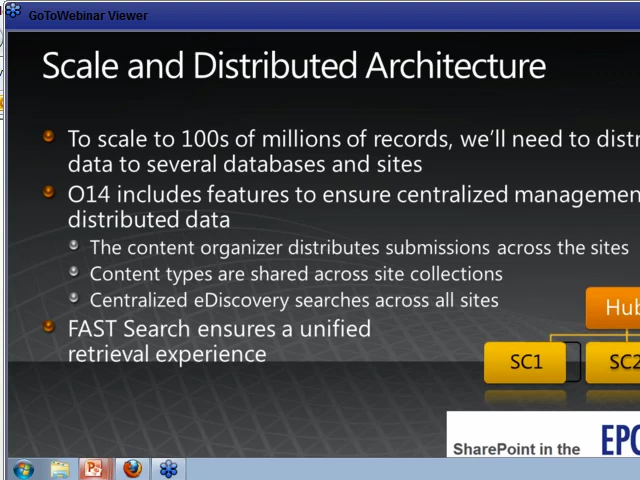 GoToWebinar Viewer
Scale and Distributed Architecture
To scale to 100s of millions of records, we'll need to distr
data to several databases and sites
O14 includes features to ensure centralized managemen
distributed data
The content organizer distributes submissions across the sites
Content types are shared across site collections
Centralized eDiscovery searches across all sites
FAST Search ensures a unified
retrieval experience
Hub
SC1
SC2
SharePoint in the
EPC